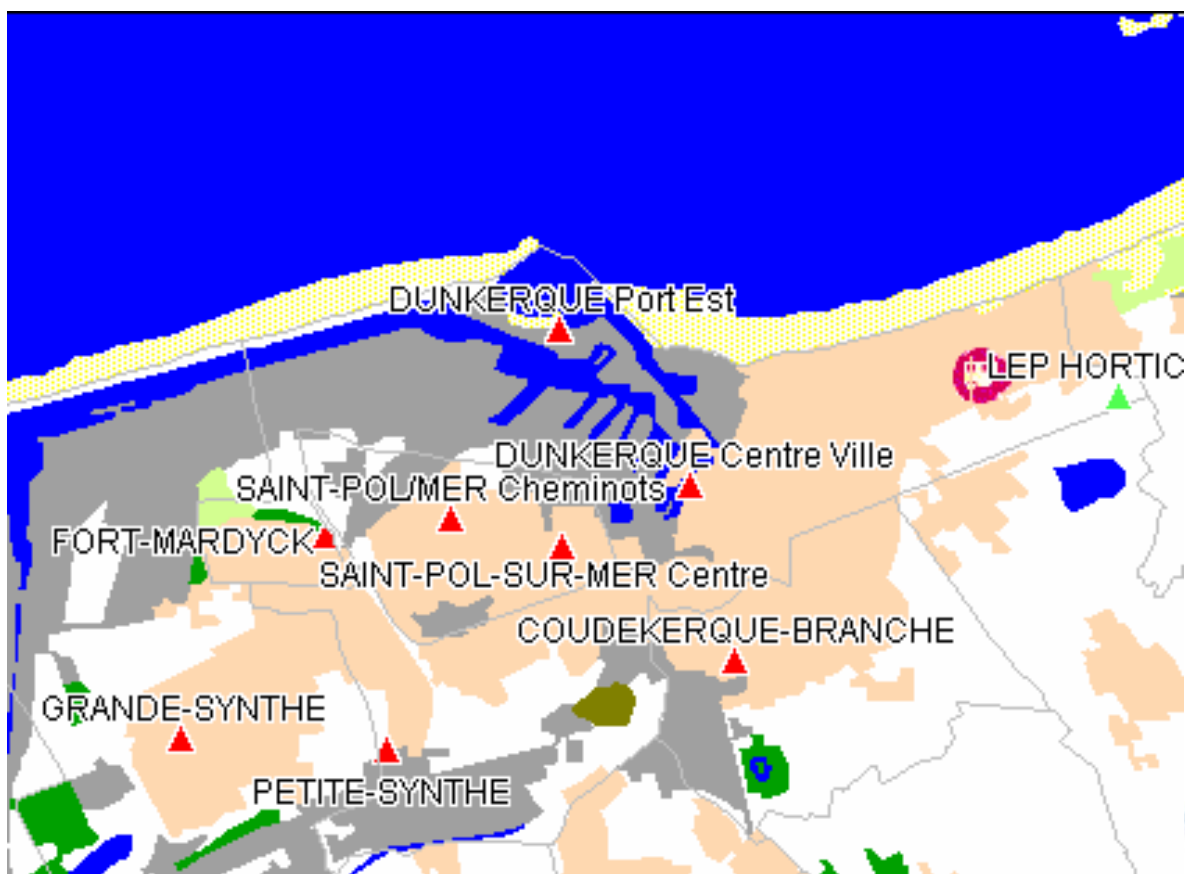 DUNKERQUE Port Est
LEP HORTIC
DUNKERQUE Centre Ville
SAINT-POL/MER Cheminots
FORT-MARDYCK
SAINT-POL-SUR-MER Centre
COUDEKERQUE-BRANCHE
GRANDE-SYNTHE
PETITE-SYNTHE